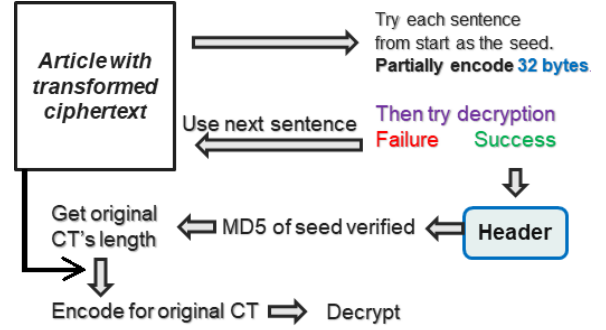 Article with
transformed
ciphertext
Try each sentence
from start as the seed.
Partially encode 32 bytes.
Then try decryption
Use next sentence
Failure Success
Get original
CT's length
MD5 of seed verified
Header
Encode for original CT
Decrypt